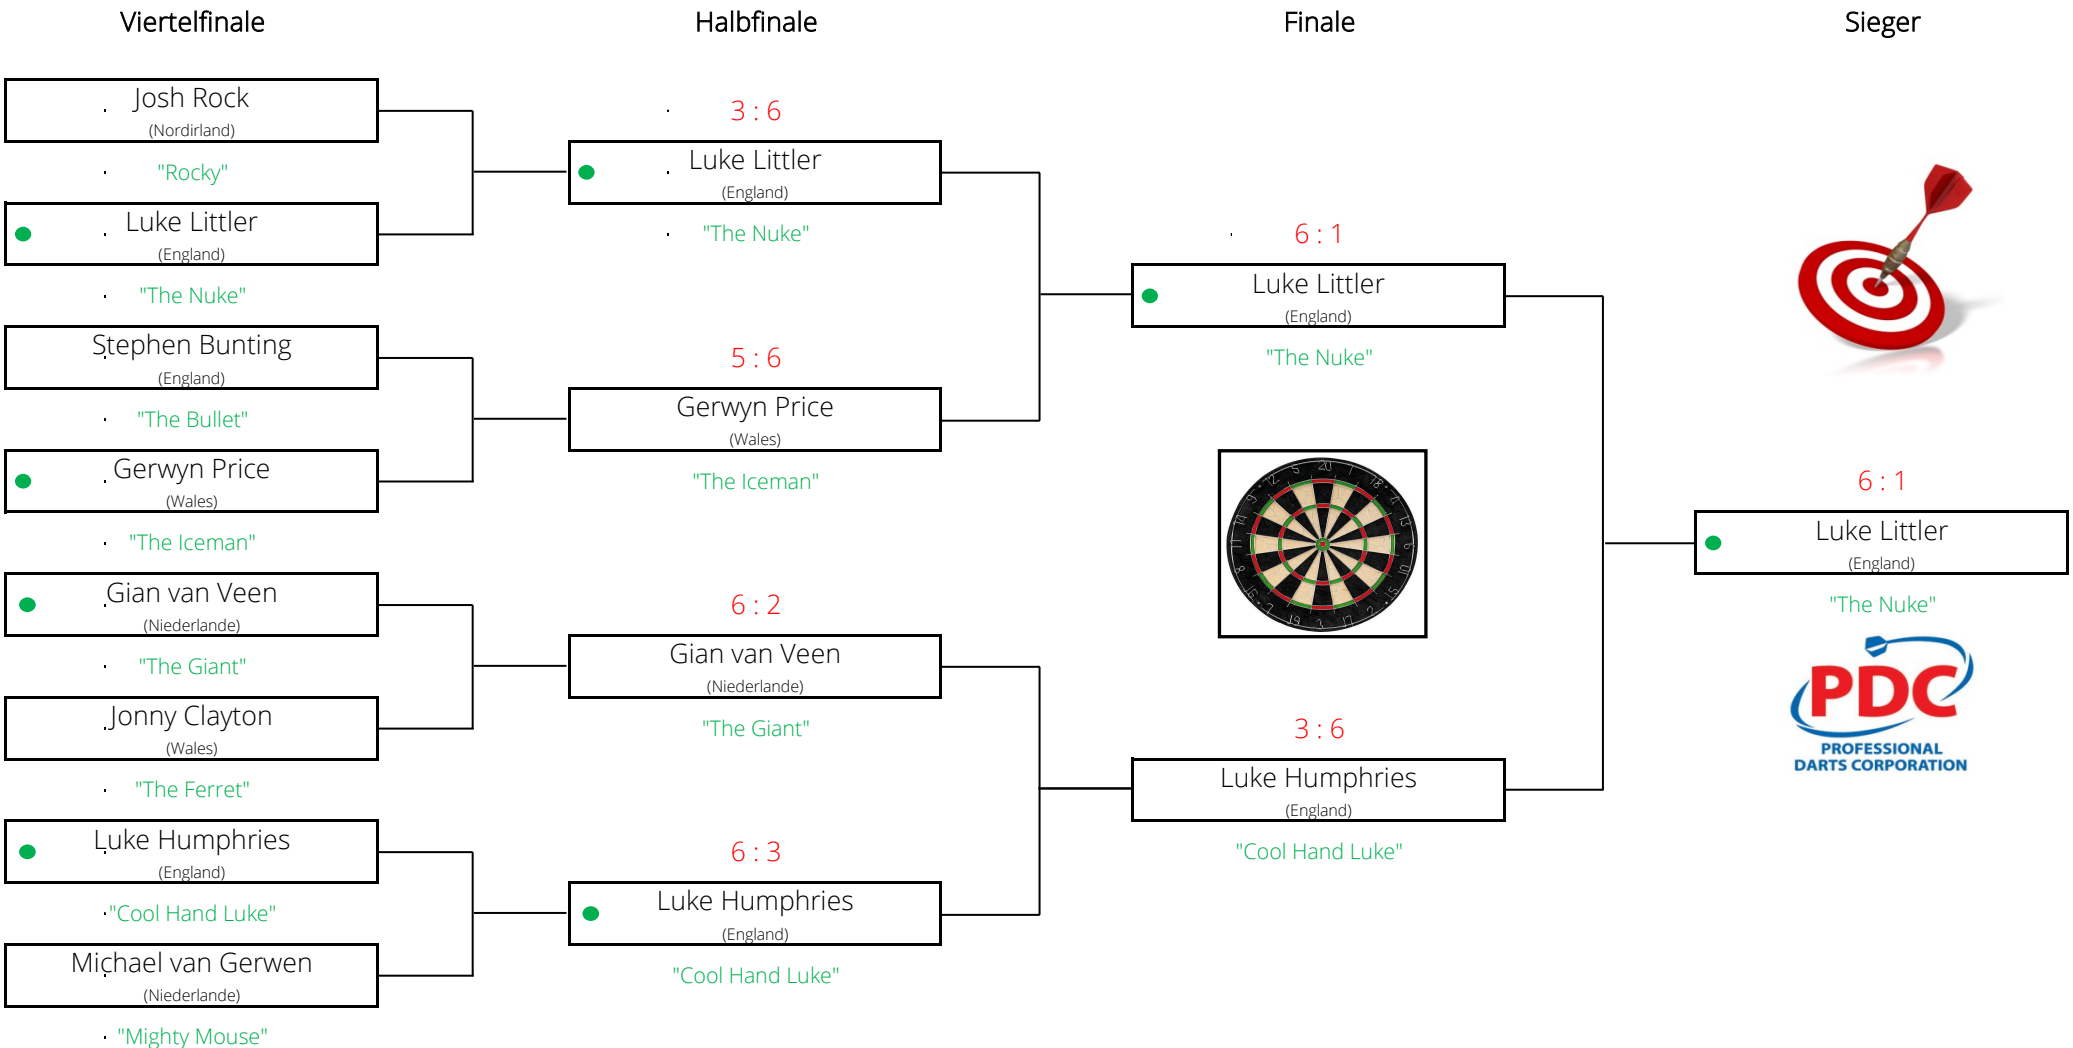 Viertelfinale
Halbfinale
Finale
Sieger
Josh Rock
(Nordirland)
"Rocky"
Luke Littler
(England)
"The Nuke"
Stephen Bunting
(England)
"The Bullet"
Gerwyn Price
(Wales)
"The Iceman"
Gian van Veen
(Niederlande)
"The Giant"
Jonny Clayton
(Wales)
"The Ferret"
Luke Humphries
(England)
"Cool Hand Luke"
Michael van Gerwen
(Niederlande)
"Mighty Mouse"
3 : 6
Luke Littler
(England)
"The Nuke"
5 : 6
Gerwyn Price
(Wales)
"The Iceman"
6 : 2
Gian van Veen
(Niederlande)
"The Giant"
6 : 3
Luke Humphries
(England)
"Cool Hand Luke"
6 : 1
Luke Littler
(England)
"The Nuke"
3 : 6
Luke Humphries
(England)
"Cool Hand Luke"
6 : 1
Luke Littler
(England)
"The Nuke"
PDC
PROFESSIONAL
DARTS CORPORATION